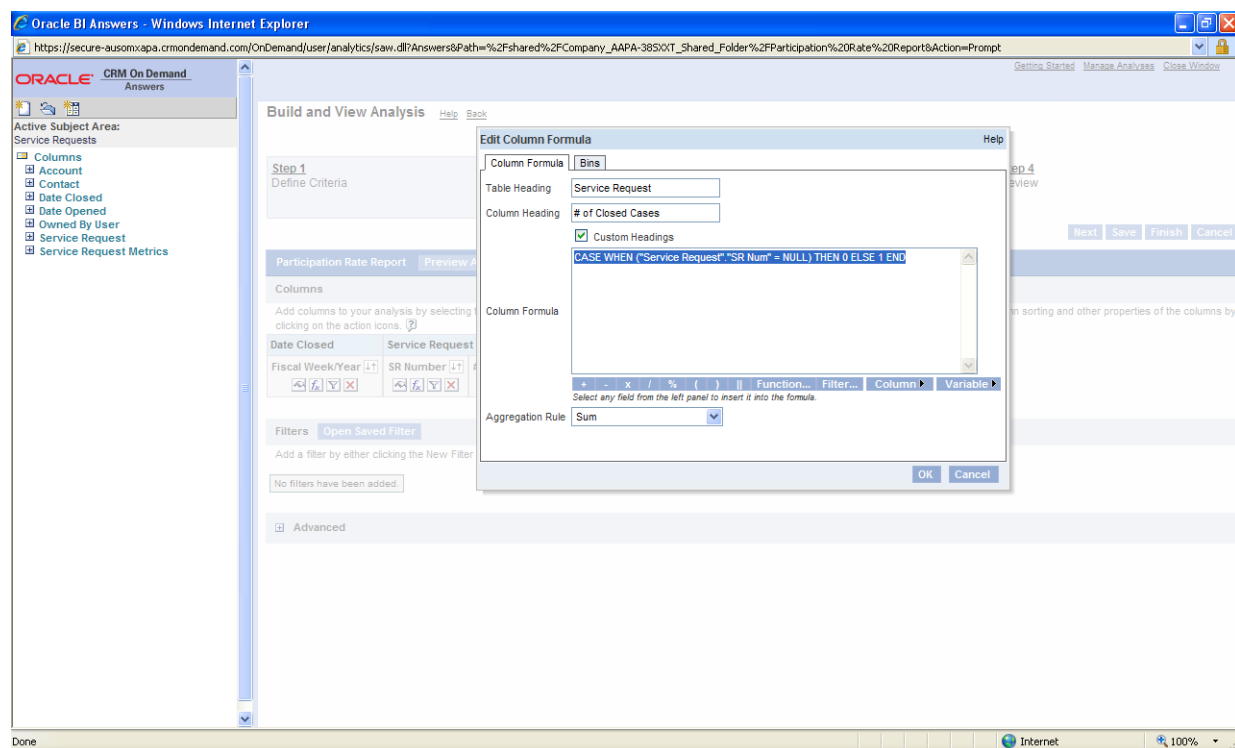 Oracle BI Answers - Windows Internet Explorer
https://secure-ausomxapa.crmondemand.com/OnDemand/user/analytics/saw.dll?Answers&Path=%2Fshared%2FCompany_AAPA-38SXXT_Shared_Folder%2FParticipation%20Rate%20Report&Action=Prompt
ORACLE CRM On Demand
Answers
Getting Started Manage Analyses Close Window
Active Subject Area:
Service Requests
Columns
Account
Contact
Date Closed
Date Opened
Owned By User
Service Request
Service Request Metrics
Build and View Analysis Help Back
Step 1
Define Criteria
ep 4
eview
Next Save Finish Cancel
Participation Rate Report Preview A
Columns
Add columns to your analysis by selecting t
n sorting and other properties of the columns by
clicking on the action icons. ?
Date Closed Service Request
Fiscal Week/Year SR Number
Filters Open Saved Filter
Add a filter by either clicking the New Filter
No filters have been added.
Advanced
Edit Column Formula Help
Column Formula Bins
Table Heading Service Request
Column Heading # of Closed Cases
Custom Headings
Column Formula
CASE WHEN ("Service Request"."SR Num" = NULL) THEN 0 ELSE 1 END
+ - x / % ( ) || Function... Filter... Column Variable
Select any field from the left panel to insert it into the formula.
Aggregation Rule Sum
OK Cancel
Done Internet 100%